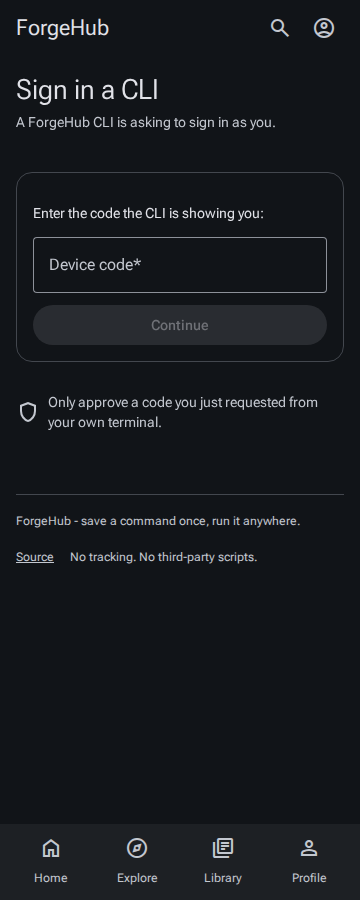 ForgeHub
Sign in a CLI
A ForgeHub CLI is asking to sign in as you.
Enter the code the CLI is showing you:
Device code*
Continue
Only approve a code you just requested from
your own terminal.
ForgeHub - save a command once, run it anywhere.
Source No tracking. No third-party scripts.
Home Explore Library Profile